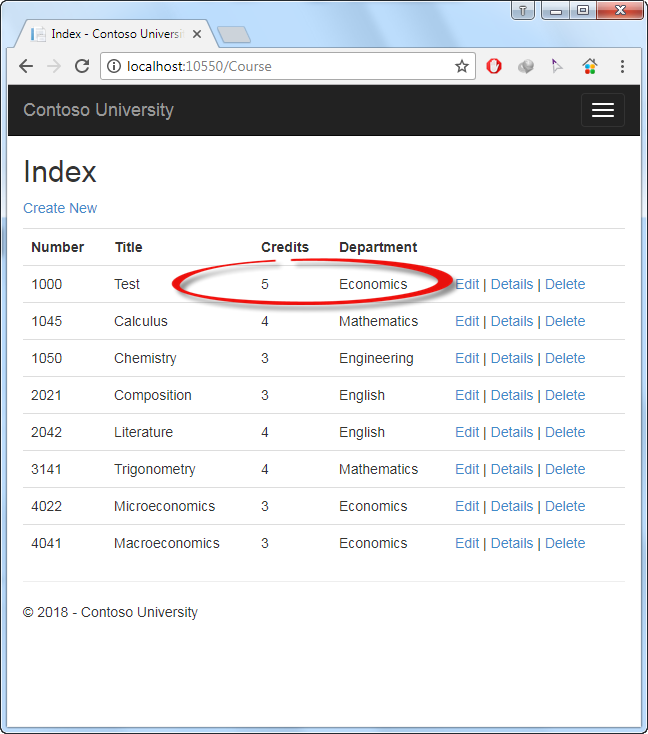 T
Index - Contoso Universi
localhost:10550/Course
Contoso University
Index
Create New
Number Title Credits Department
1000 Test 5 Economics Edit | Details | Delete
1045 Calculus 4 Mathematics Edit | Details | Delete
1050 Chemistry 3 Engineering Edit | Details | Delete
2021 Composition 3 English Edit | Details | Delete
2042 Literature 4 English Edit | Details | Delete
3141 Trigonometry 4 Mathematics Edit | Details | Delete
4022 Microeconomics 3 Economics Edit | Details | Delete
4041 Macroeconomics 3 Economics Edit | Details | Delete
© 2018 - Contoso University